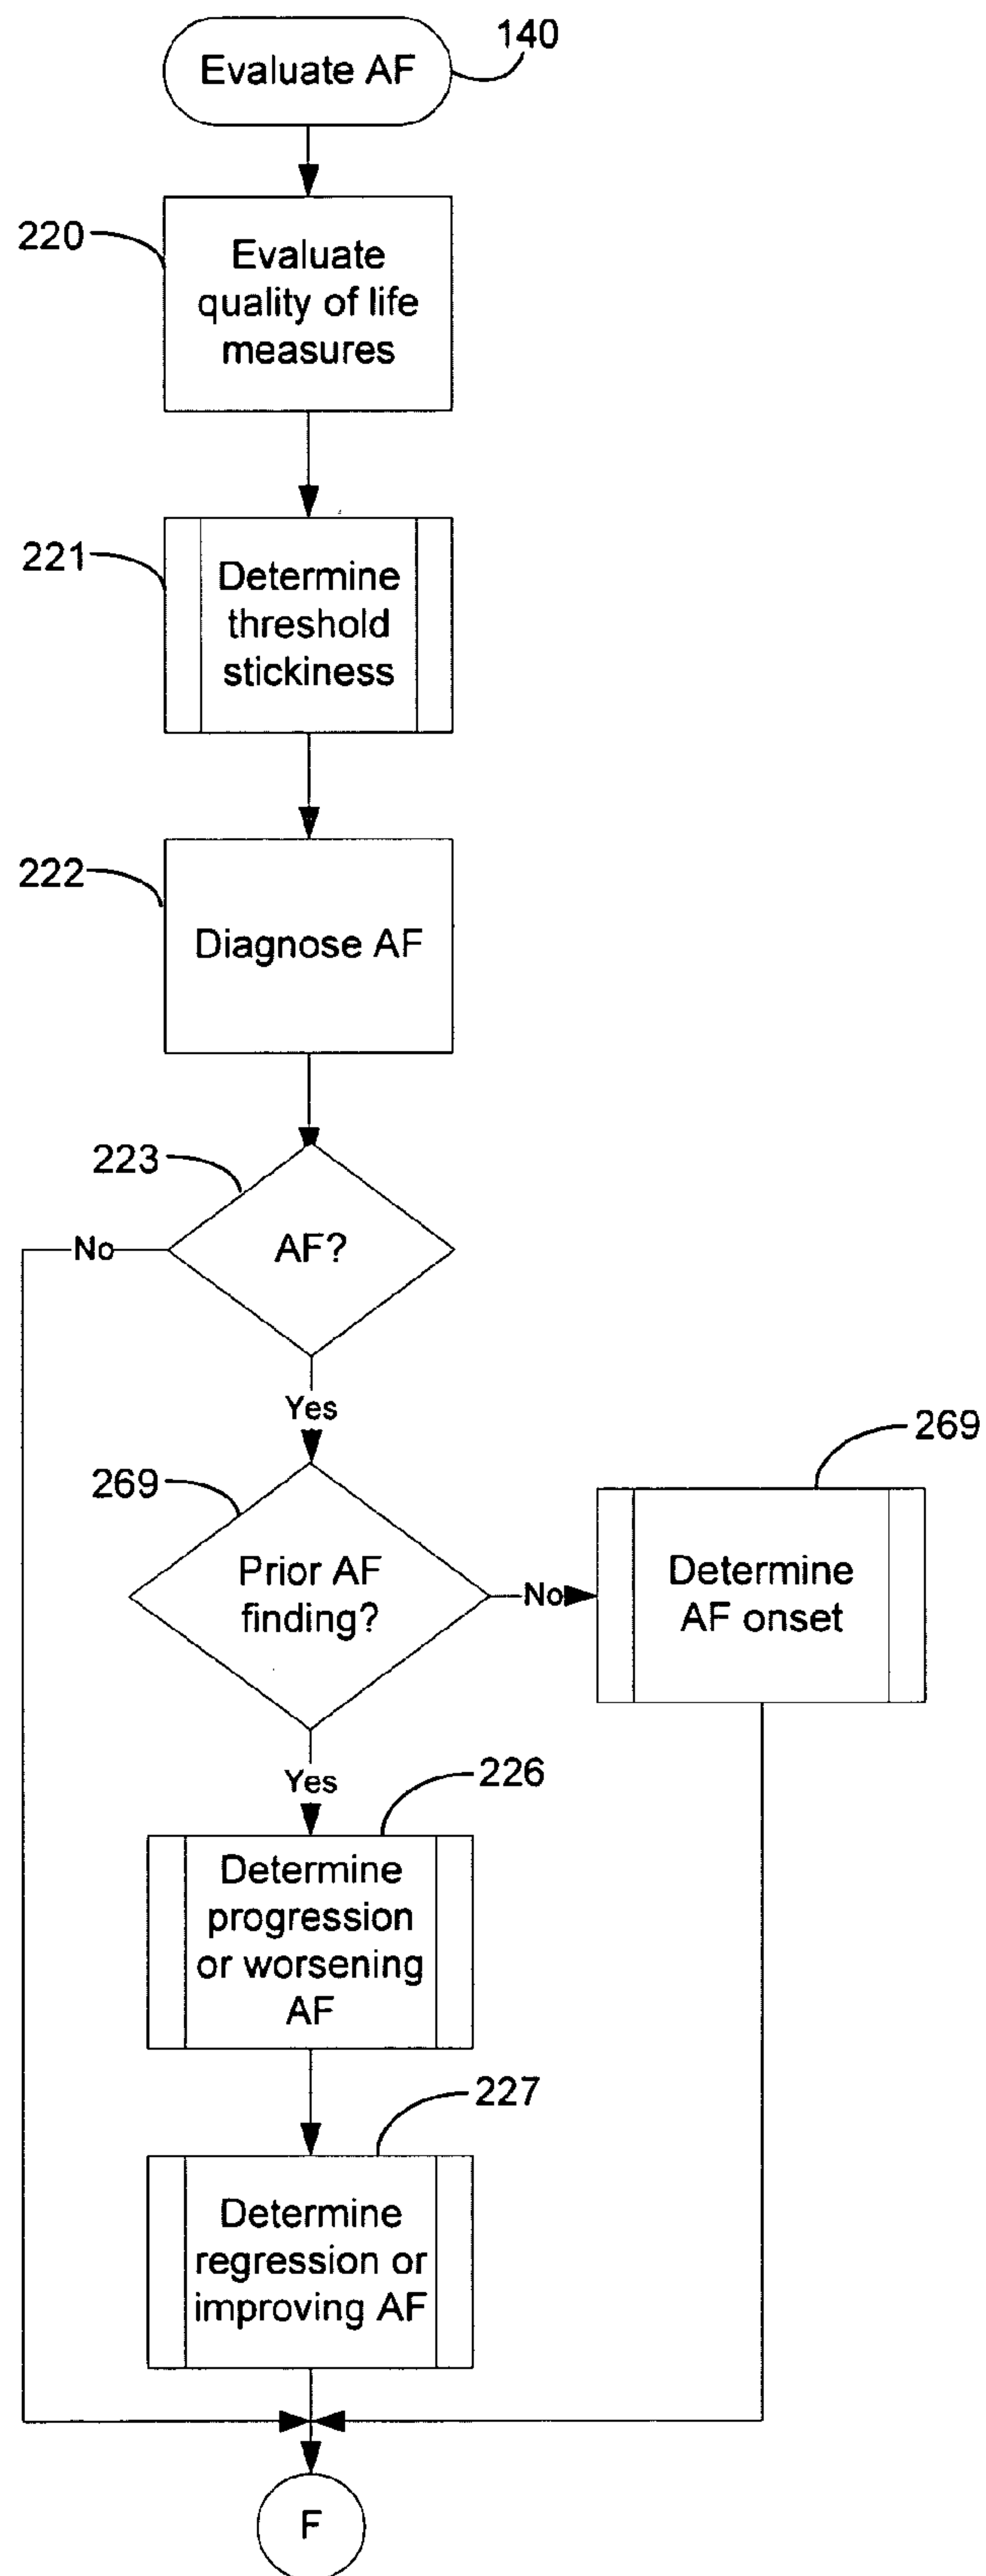 Evaluate AF
140
220
Evaluate
quality of life
measures
221
Determine
threshold
stickiness
222
Diagnose AF
223
AF?
No
Yes
269
Prior AF
finding?
No
269
Determine
AF onset
Yes
226
Determine
progression
or worsening
AF
227
Determine
regression or
improving AF
F